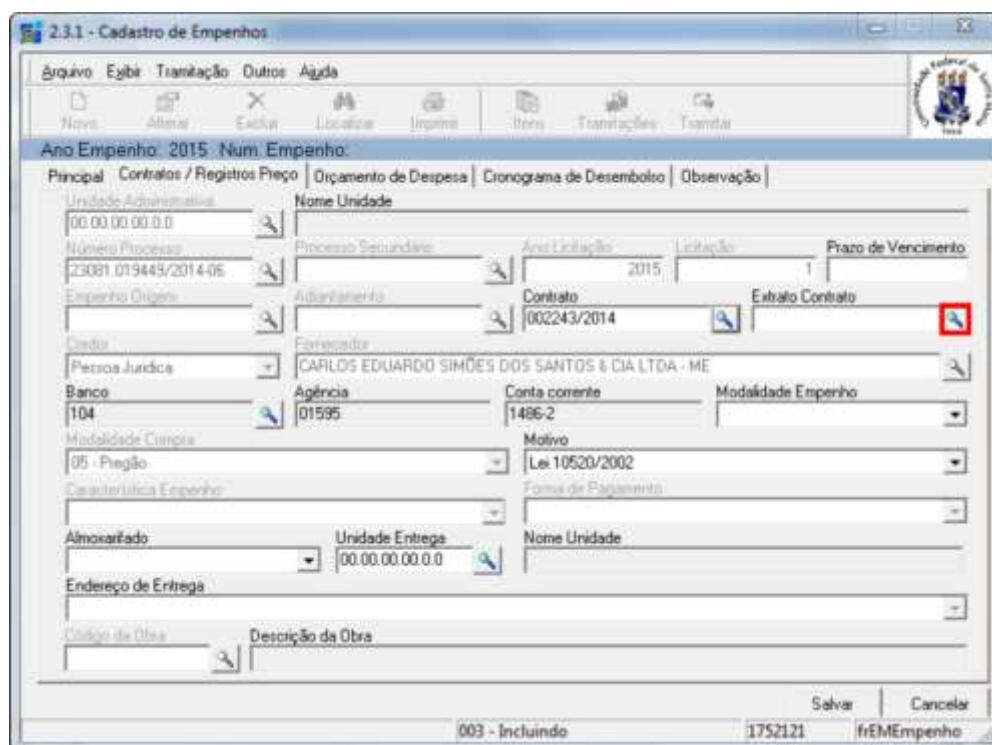 2.3.1 - Cadastro de Empenhos
Arquivo Exibir Tramitação Outros Ajuda
Novo Alterar Excluir Localizar Imprimir Itens Tramitações Tramitar
Ano Empenho: 2015 Num. Empenho:
Principal Contratos / Registros Preço Orçamento de Despesa Cronograma de Desembolso Observação
Unidade Administrativa Nome Unidade
00.00.00.00.0.0
Número Processo Processo Secundário Ano Licitação Licitação Prazo de Vencimento
23081.019449/2014-06 2015 1
Empenho Origem Adiantamento Contrato Extrato Contrato
002243/2014
Credor Fornecedor
Pessoa Jurídica CARLOS EDUARDO SIMÕES DOS SANTOS & CIA LTDA - ME
Banco Agência Conta corrente Modalidade Empenho
104 01595 1486-2
Modalidade Compra Motivo
05 - Pregão Lei 10520/2002
Característica Empenho Forma de Pagamento
Almoxarifado Unidade Entrega Nome Unidade
00.00.00.00.0.0
Endereço de Entrega
Código da Obra Descrição da Obra
Salvar Cancelar
003 - Incluindo 1752121 frEMEmpenho